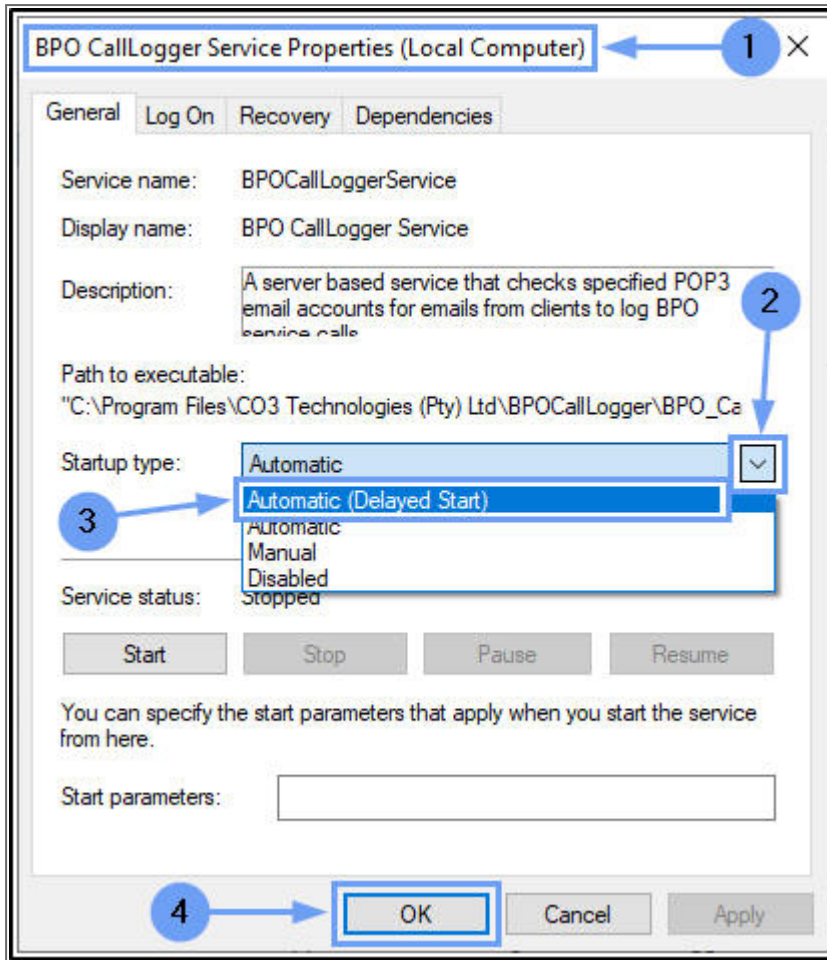 BPO CallLogger Service Properties (Local Computer)
1
General Log On Recovery Dependencies
Service name: BPOCallLoggerService
Display name: BPO CallLogger Service
Description: A server based service that checks specified POP3
email accounts for emails from clients to log BPO
service calls
2
Path to executable:
"C:\Program Files\CO3 Technologies (Pty) Ltd\BPOCallLogger\BPO_Ca
Startup type: Automatic
3
Automatic (Delayed Start)
Automatic
Manual
Disabled
Service status: Stopped
Start Stop Pause Resume
You can specify the start parameters that apply when you start the service
from here.
Start parameters:
4
OK Cancel Apply